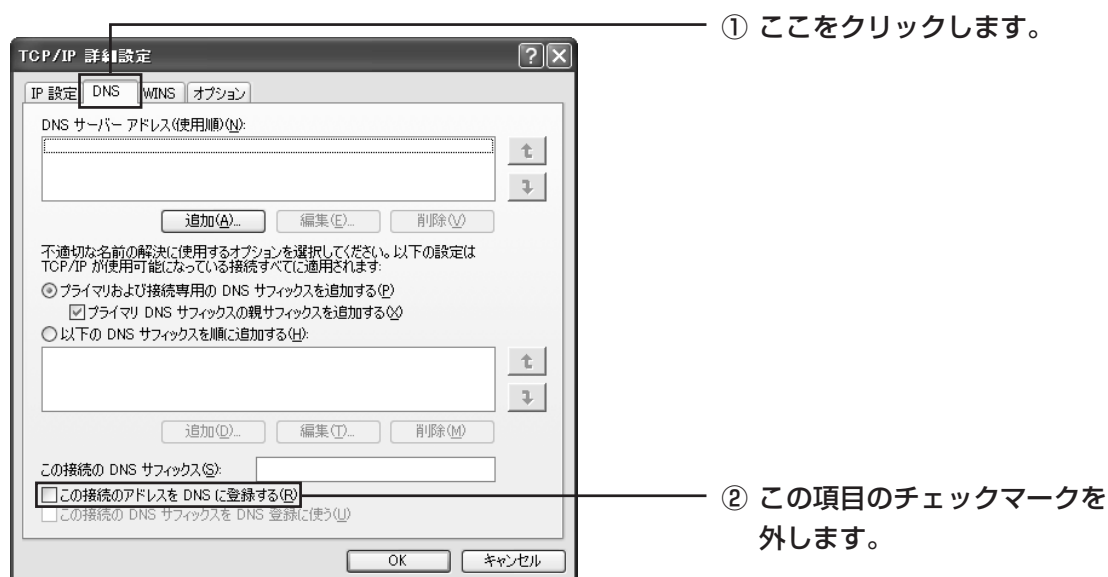 ① ここをクリックします。
TCP/IP 詳細設定
IP 設定 DNS WINS オプション
DNS サーバー アドレス(使用順)(N):
追加(A)... 編集(E)... 削除(V)
不適切な名前の解決に使用するオプションを選択してください。以下の設定は
TCP/IP が使用可能になっている接続すべてに適用されます:
プライマリおよび接続専用の DNS サフィックスを追加する(P)
プライマリ DNS サフィックスの親サフィックスを追加する(X)
以下の DNS サフィックスを順に追加する(H):
追加(D)... 編集(T)... 削除(M)
この接続の DNS サフィックス(S):
この接続のアドレスを DNS に登録する(R)
この接続の DNS サフィックスを DNS 登録に使う(U)
② この項目のチェックマークを
外します。
OK キャンセル